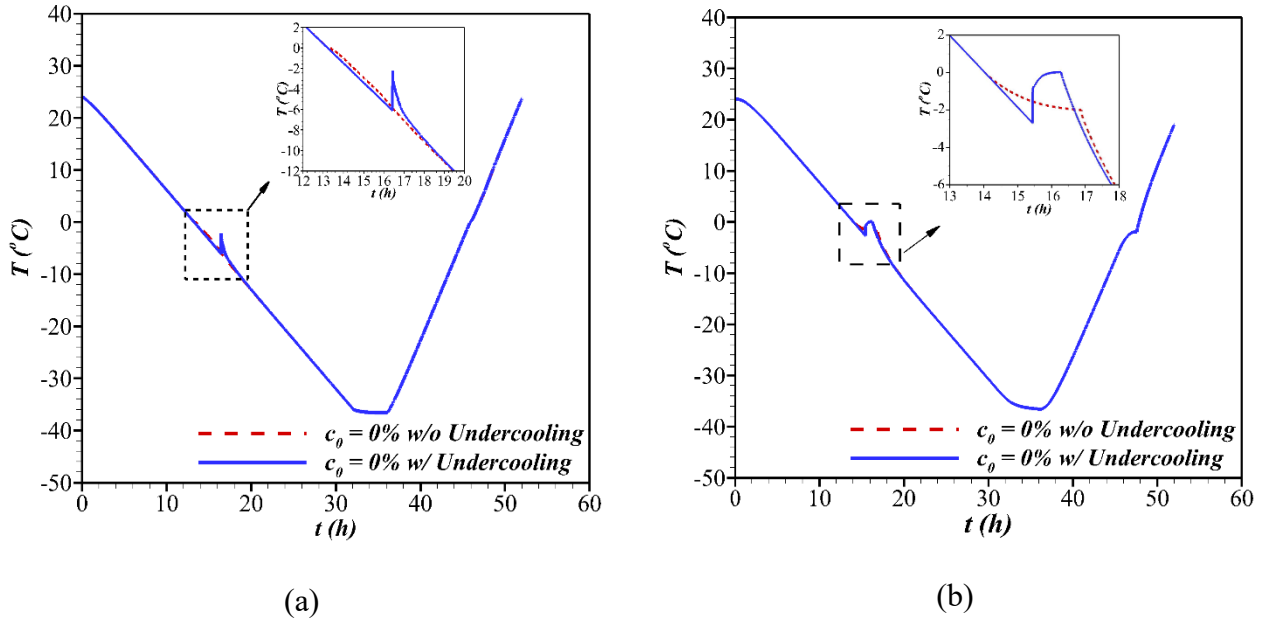 40
30
20
10
0
-10
-20
-30
-40
-50
T (°C)
0 10 20 30 40 50 60
t (h)
2
0
-2
-4
-6
-8
-10
-12
T (°C)
12 13 14 15 16 17 18 19 20
t (h)
c₀ = 0% w/o Undercooling
c₀ = 0% w/ Undercooling
(a)
40
30
20
10
0
-10
-20
-30
-40
-50
T (°C)
0 10 20 30 40 50 60
t (h)
2
0
-2
-4
-6
T (°C)
13 14 15 16 17 18
t (h)
c₀ = 0% w/o Undercooling
c₀ = 0% w/ Undercooling
(b)